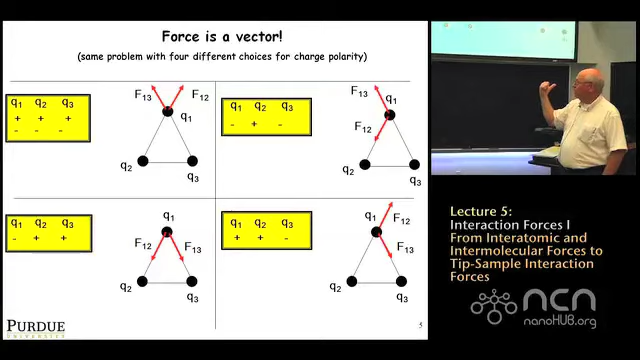 Force is a vector!
(same problem with four different choices for charge polarity)
q1 q2 q3
+ + +
- - -
F13 F12
q1
q2
q3
q1 q2 q3
- + -
F13
q1
F12
q2
q3
q1 q2 q3
- + +
q1
F12 F13
q2
q3
q1 q2 q3
+ + -
q1
F12
F13
q2
q3
PURDUE
UNIVERSITY
5
Lecture 5:
Interaction Forces I
From Interatomic and
Intermolecular Forces to
Tip-Sample Interaction
Forces
ncn
nanoHUB.org